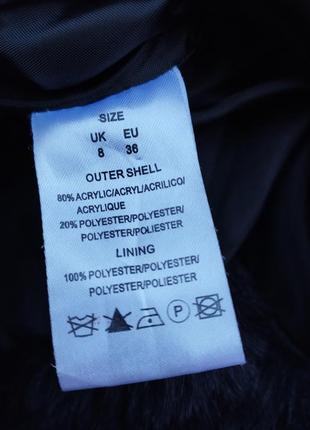 SIZE
UK EU
8 36
OUTER SHELL
80% ACRYLIC/ACRYL/ACRILICO/
ACRYLIQUE
20% POLYESTER/POLYESTER/
POLYESTER/POLIESTER
LINING
100% POLYESTER/POLYESTER/
POLYESTER/POLIESTER
P